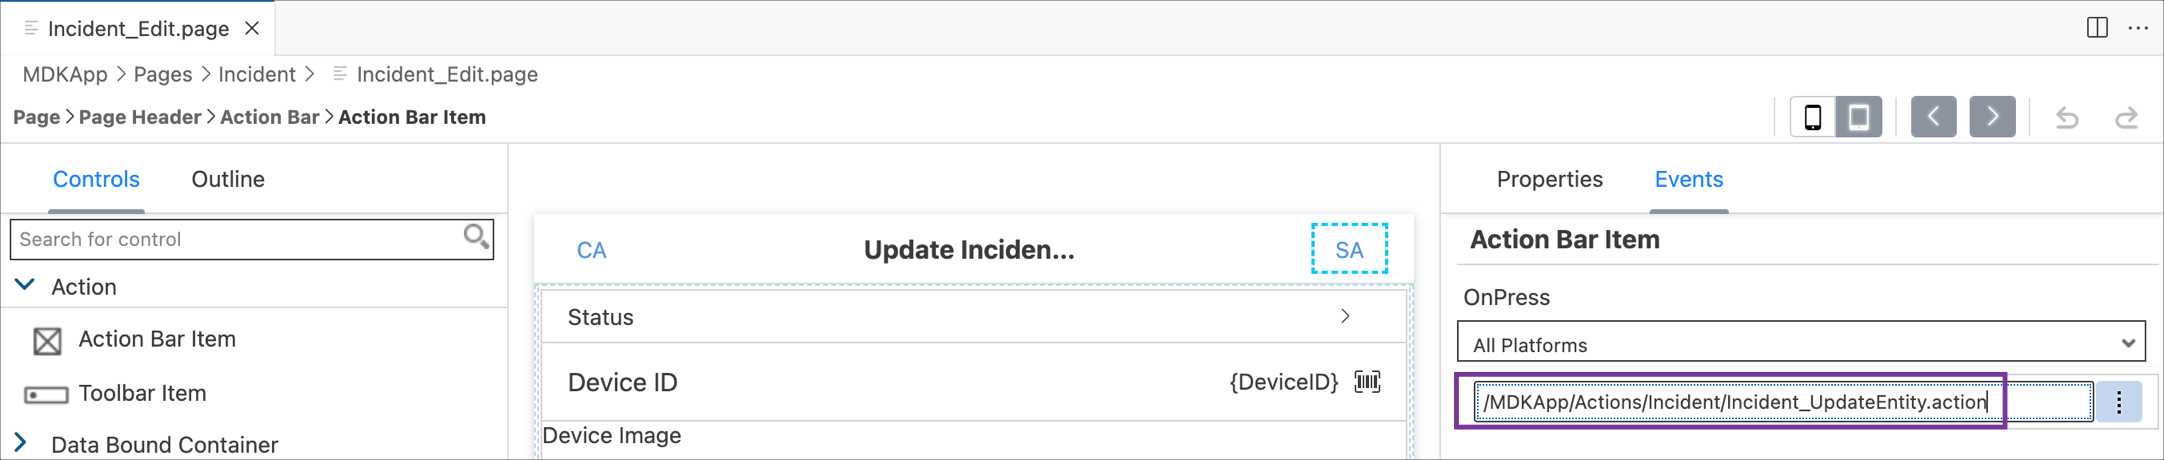 Incident_Edit.page
MDKApp > Pages > Incident > Incident_Edit.page
Page > Page Header > Action Bar > Action Bar Item
Controls Outline
Search for control
Action
Action Bar Item
Toolbar Item
Data Bound Container
CA Update Inciden... SA
Status
Device ID {DeviceID}
Device Image
Properties Events
Action Bar Item
OnPress
All Platforms
/MDKApp/Actions/Incident/Incident_UpdateEntity.action